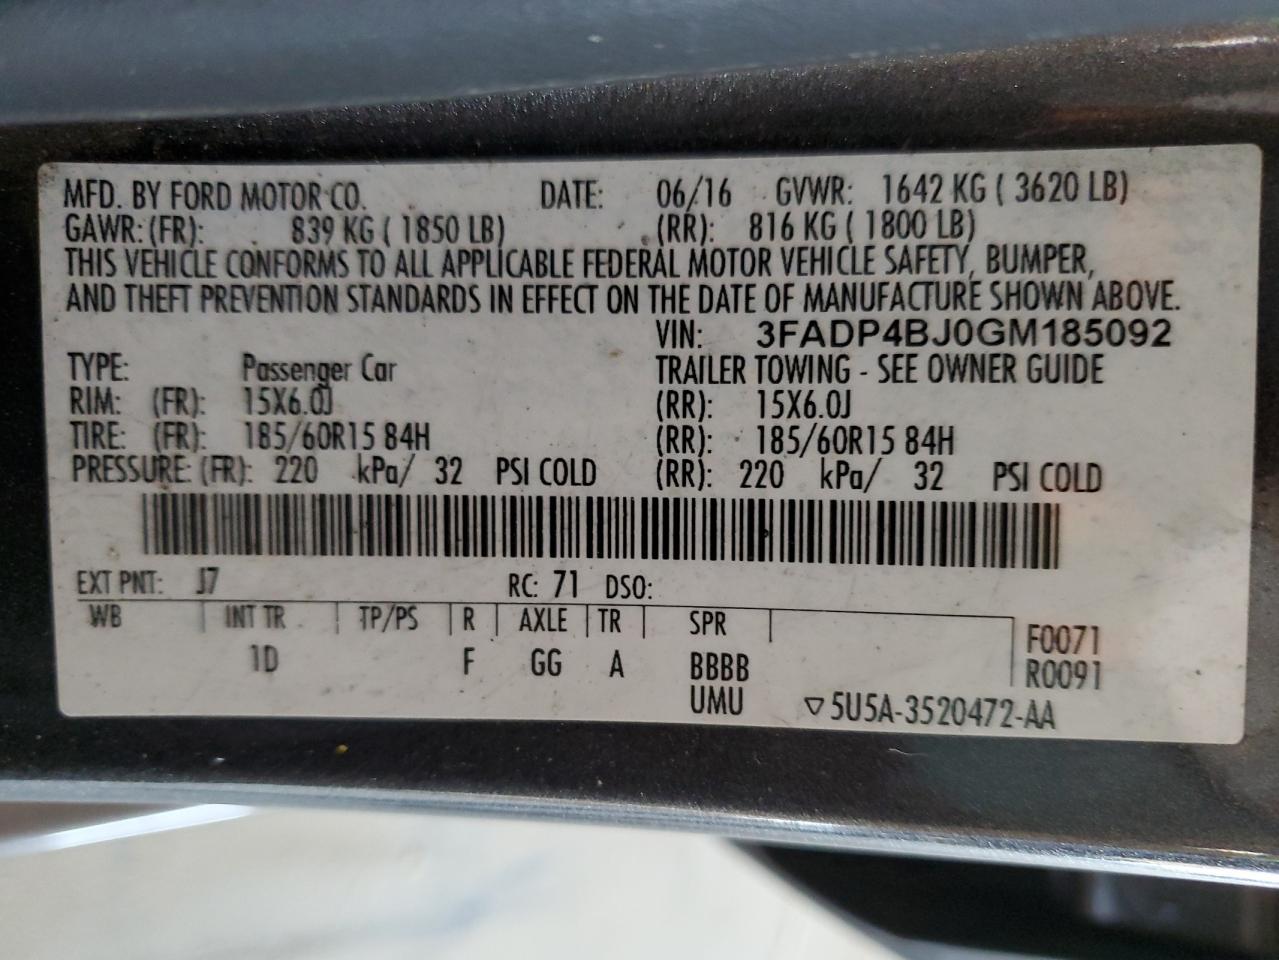 MFD. BY FORD MOTOR CO. DATE: 06/16 GVWR: 1642 KG ( 3620 LB)
GAWR: (FR): 839 KG ( 1850 LB) (RR): 816 KG ( 1800 LB)
THIS VEHICLE CONFORMS TO ALL APPLICABLE FEDERAL MOTOR VEHICLE SAFETY, BUMPER,
AND THEFT PREVENTION STANDARDS IN EFFECT ON THE DATE OF MANUFACTURE SHOWN ABOVE.
VIN: 3FADP4BJ0GM185092
TYPE: Passenger Car TRAILER TOWING - SEE OWNER GUIDE
RIM: (FR): 15X6.0J (RR): 15X6.0J
TIRE: (FR): 185/60R15 84H (RR): 185/60R15 84H
PRESSURE: (FR): 220 kPa/ 32 PSI COLD (RR): 220 kPa/ 32 PSI COLD
EXT PNT: J7 RC: 71 DSO:
WB INT TR TP/PS R AXLE TR SPR F0071
1D F GG A BBBB R0091
UMU ▽5U5A-3520472-AA